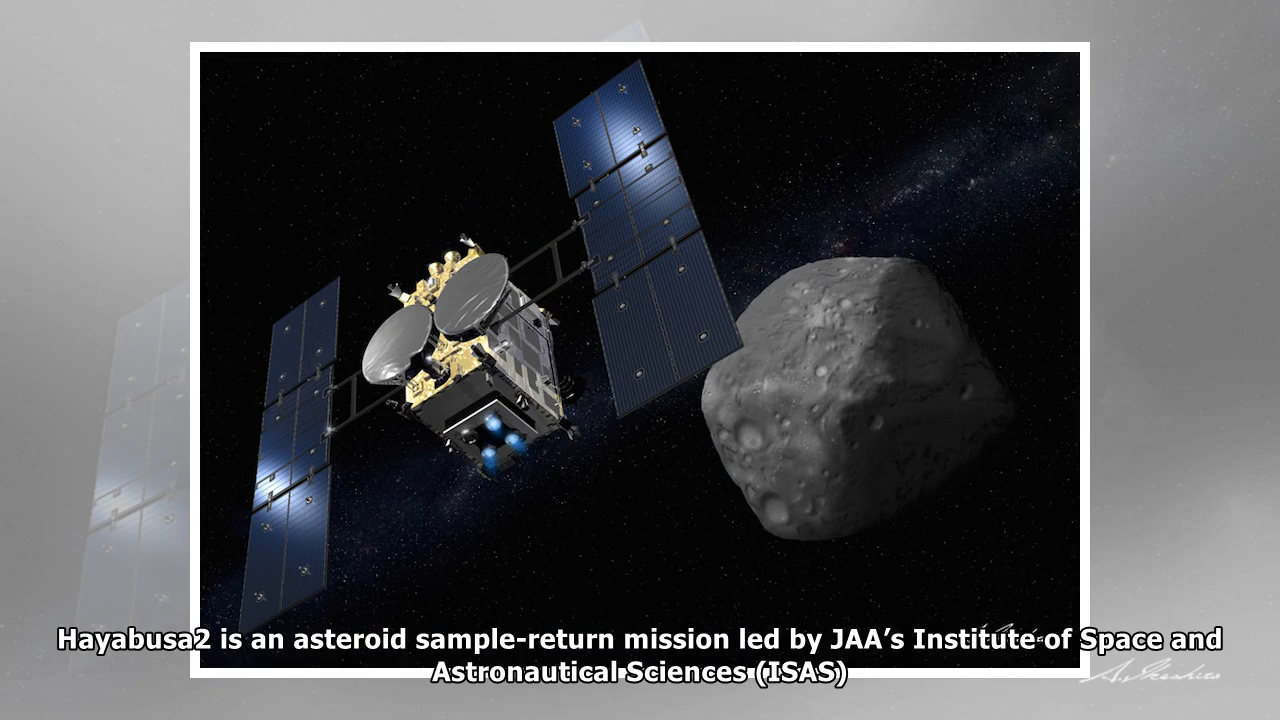 Hayabusa2 is an asteroid sample-return mission led by JAA’s Institute of Space and
Astronautical Sciences (ISAS)